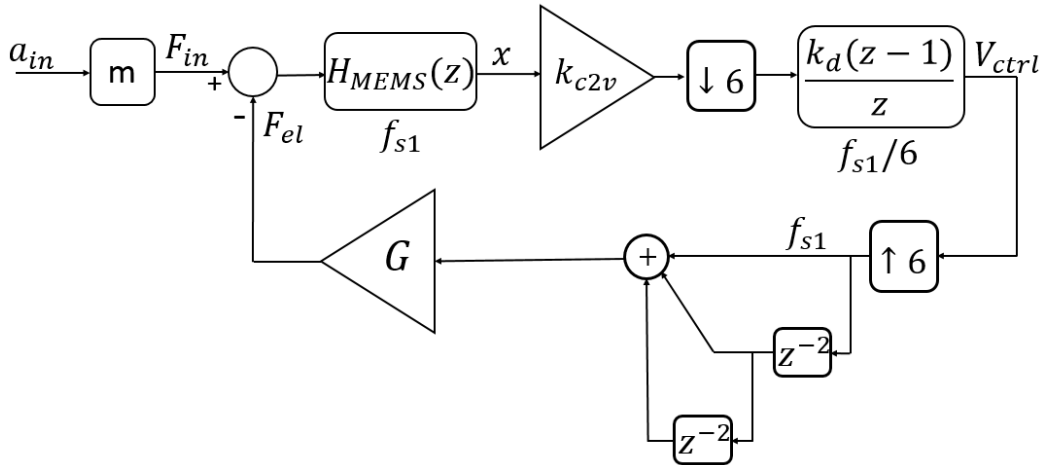 a_in
m
F_in
+
-
F_el
H_MEMS(z)
f_s1
x
k_c2v
↓ 6
k_d(z − 1)
z
f_s1/6
V_ctrl
↑ 6
f_s1
+
G
z^−2
z^−2